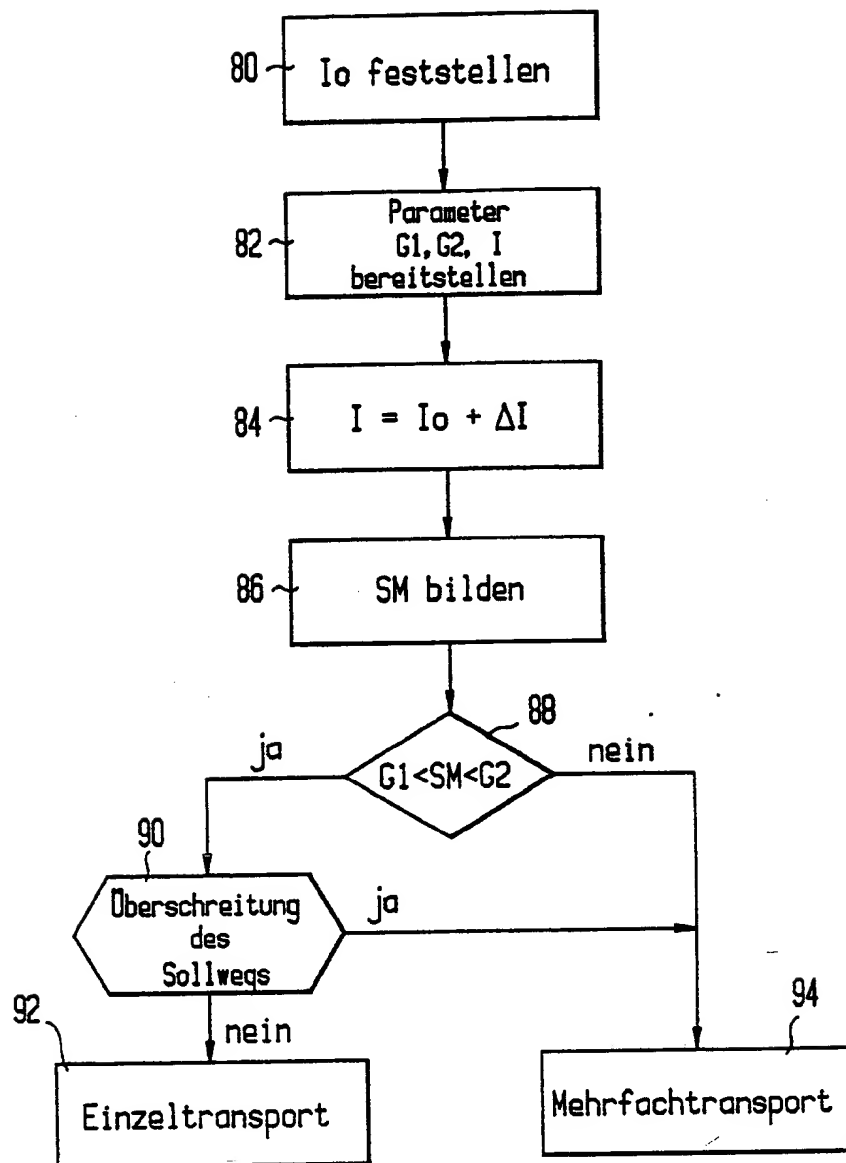 80
Io feststellen
82
Parameter
G1, G2, I
bereitstellen
84
I = Io + ΔI
86
SM bilden
88
ja
G1<SM<G2
nein
90
Überschreitung
des
Sollwegs
ja
92
nein
94
Einzeltransport
Mehrfachtransport